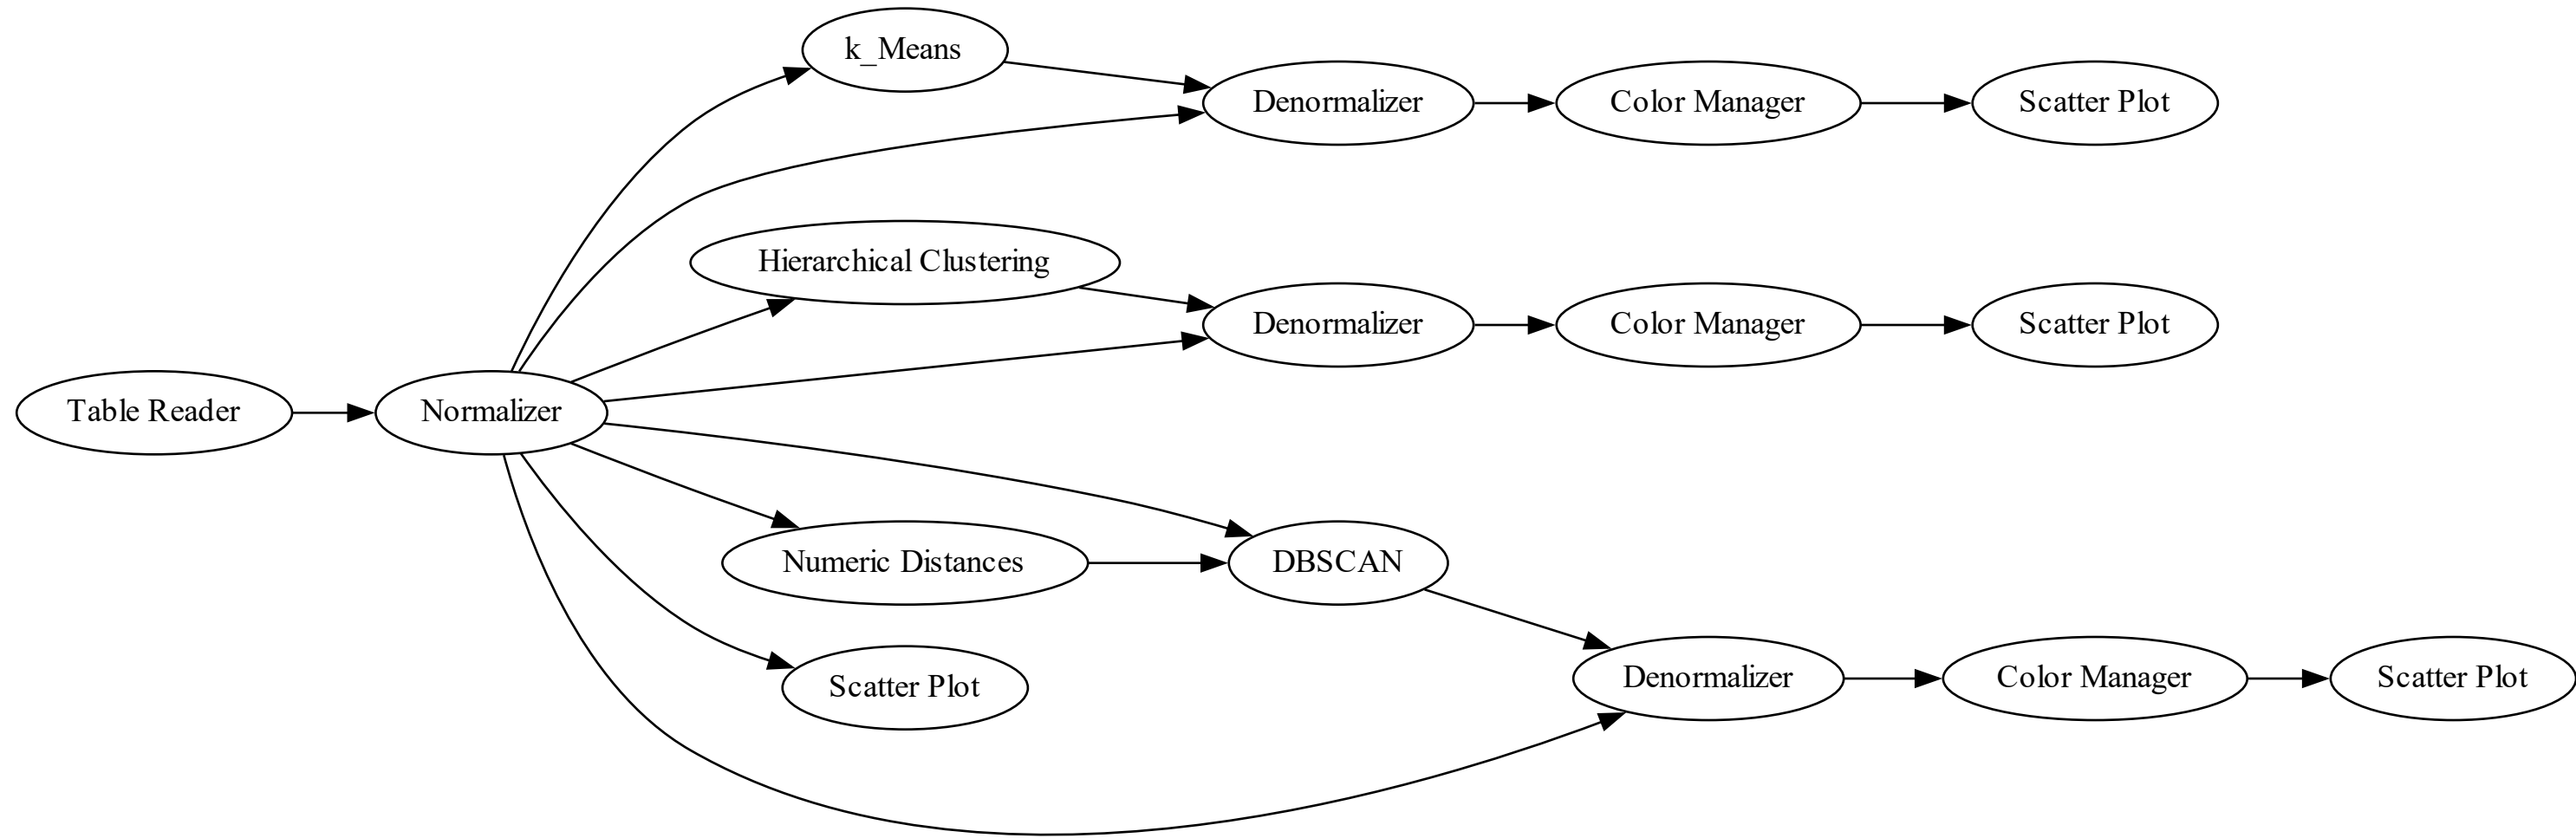 k_Means
Denormalizer
Color Manager
Scatter Plot
Hierarchical Clustering
Denormalizer
Color Manager
Scatter Plot
Table Reader
Normalizer
Numeric Distances
DBSCAN
Scatter Plot
Denormalizer
Color Manager
Scatter Plot